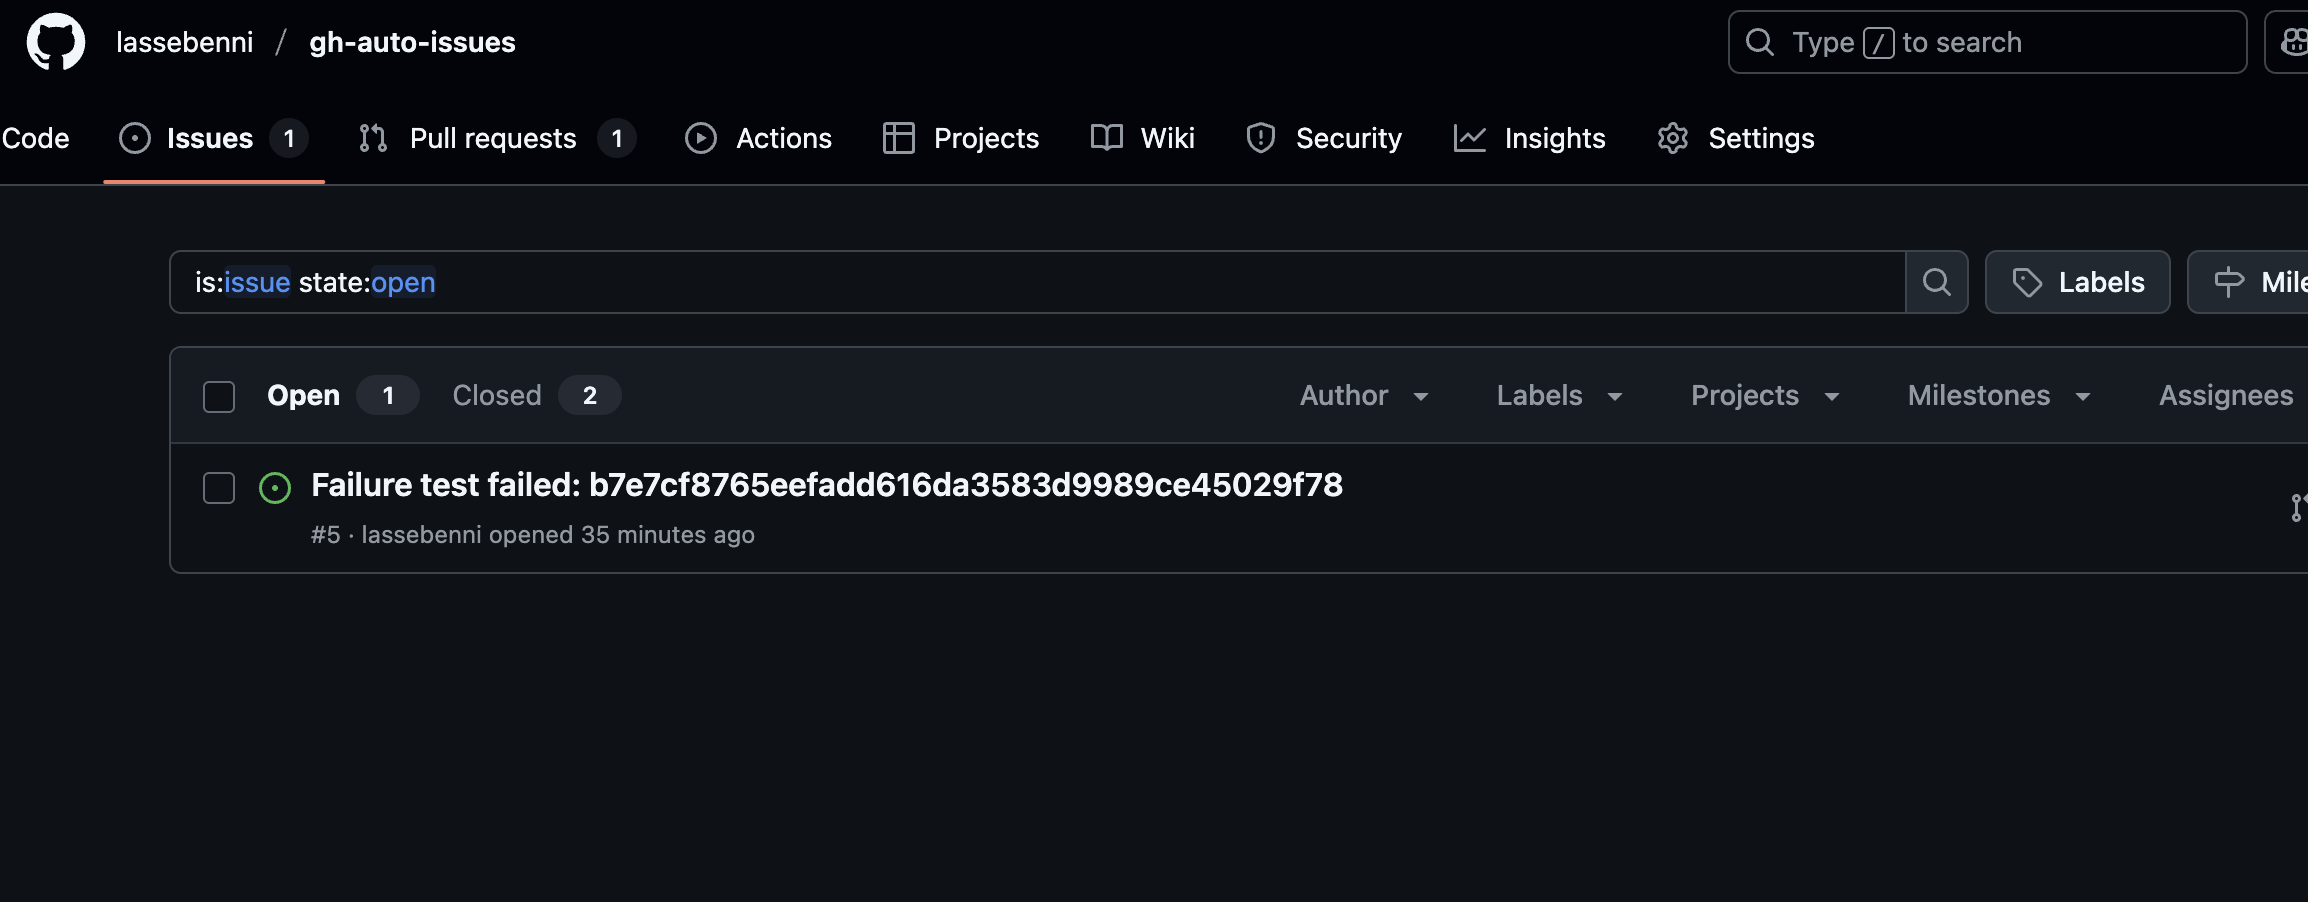 lassebenni / gh-auto-issues
Type / to search
Code Issues 1 Pull requests 1 Actions Projects Wiki Security Insights Settings
is:issue state:open
Labels
Open 1 Closed 2 Author Labels Projects Milestones Assignees
Failure test failed: b7e7cf8765eefadd616da3583d9989ce45029f78
#5 · lassebenni opened 35 minutes ago